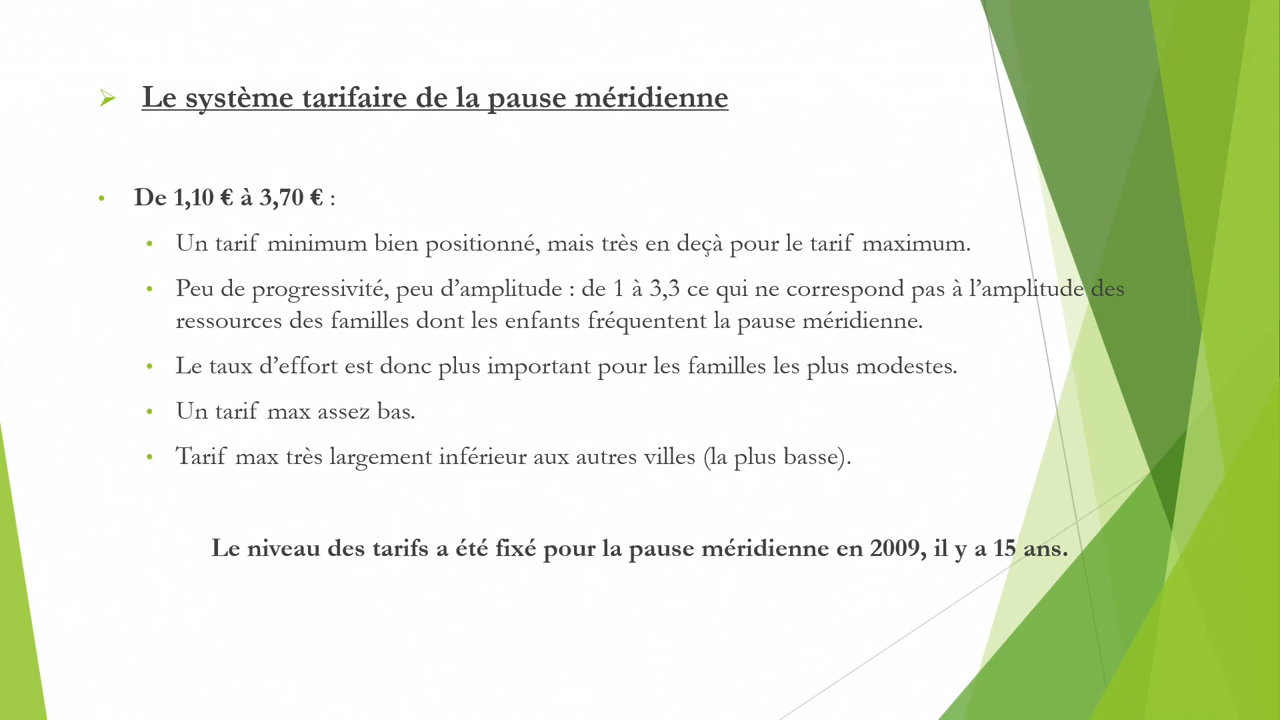 Le système tarifaire de la pause méridienne
De 1,10 € à 3,70 € :
Un tarif minimum bien positionné, mais très en deçà pour le tarif maximum.
Peu de progressivité, peu d’amplitude : de 1 à 3,3 ce qui ne correspond pas à l’amplitude des
ressources des familles dont les enfants fréquentent la pause méridienne.
Le taux d’effort est donc plus important pour les familles les plus modestes.
Un tarif max assez bas.
Tarif max très largement inférieur aux autres villes (la plus basse).
Le niveau des tarifs a été fixé pour la pause méridienne en 2009, il y a 15 ans.